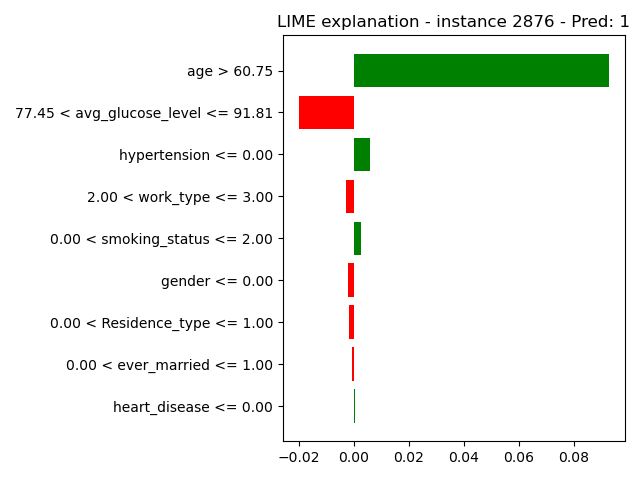 LIME explanation - instance 2876 - Pred: 1
age > 60.75
77.45 < avg_glucose_level <= 91.81
hypertension <= 0.00
2.00 < work_type <= 3.00
0.00 < smoking_status <= 2.00
gender <= 0.00
0.00 < Residence_type <= 1.00
0.00 < ever_married <= 1.00
heart_disease <= 0.00
−0.02 0.00 0.02 0.04 0.06 0.08